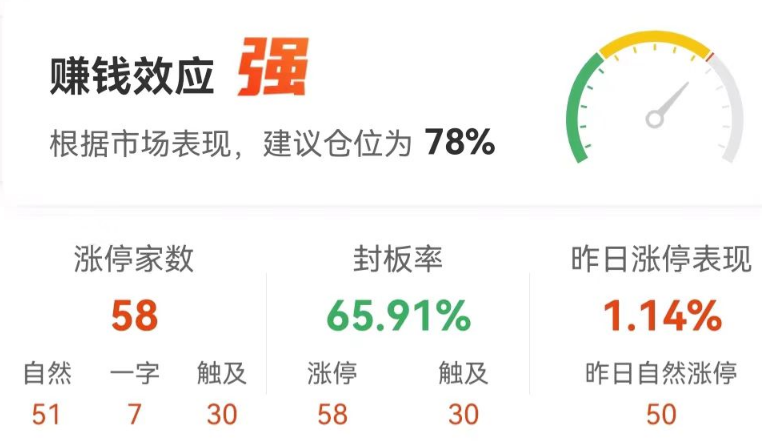 赚钱效应 强
根据市场表现，建议仓位为 78%
涨停家数 封板率 昨日涨停表现
58 65.91% 1.14%
自然 一字 触及 涨停 触及 昨日自然涨停
51 7 30 58 30 50